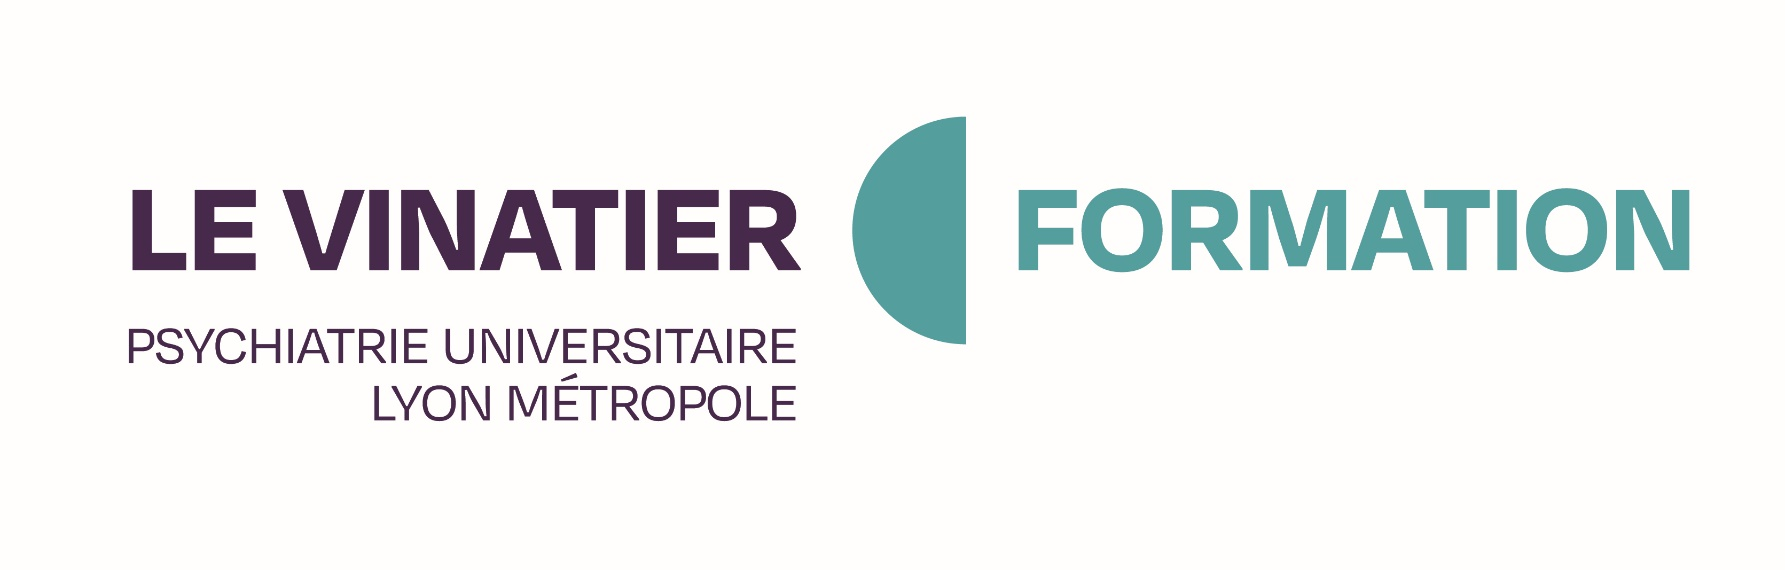 LE VINATIER
PSYCHIATRIE UNIVERSITAIRE
LYON MÉTROPOLE
FORMATION